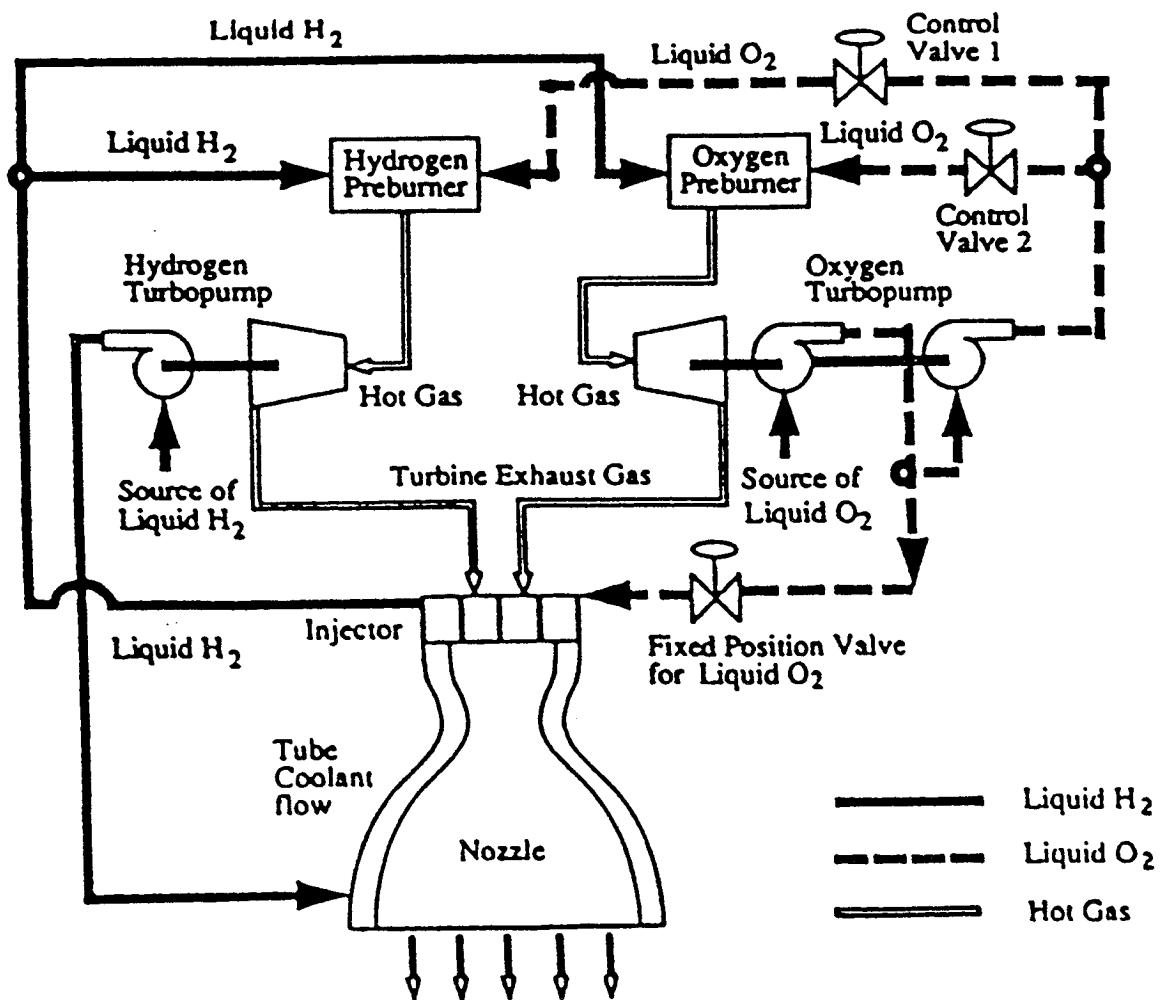 Liquid H2
Liquid O2
Control
Valve 1
Liquid H2
Hydrogen
Preburner
Oxygen
Preburner
Liquid O2
Control
Valve 2
Hydrogen
Turbopump
Oxygen
Turbopump
Hot Gas
Hot Gas
Source of
Liquid H2
Turbine Exhaust Gas
Source of
Liquid O2
Injector
Liquid H2
Fixed Position Valve
for Liquid O2
Tube
Coolant
flow
Nozzle
Liquid H2
Liquid O2
Hot Gas